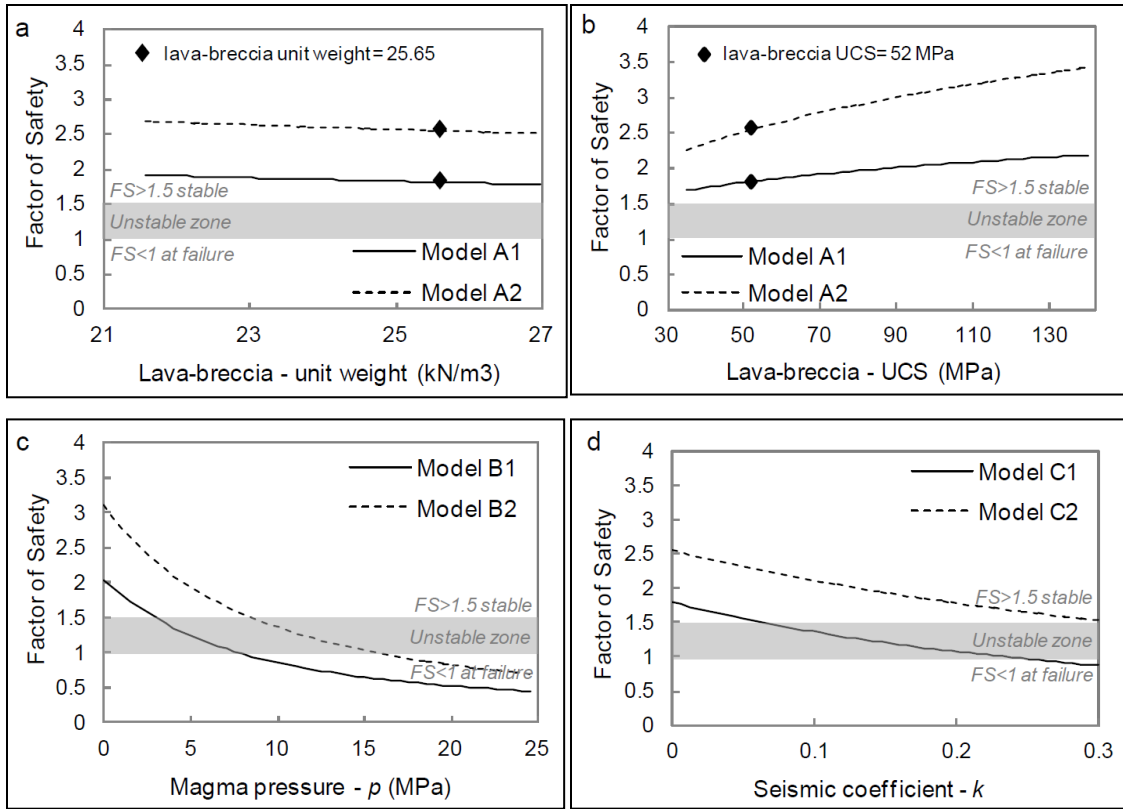 a
lava-breccia unit weight= 25.65
4
3.5
3
2.5
2
1.5
1
0.5
0
Factor of Safety
FS>1.5 stable
Unstable zone
FS<1 at failure
Model A1
Model A2
21 23 25 27
Lava-breccia - unit weight (kN/m3)
b
lava-breccia UCS= 52 MPa
4
3.5
3
2.5
2
1.5
1
0.5
0
Factor of Safety
FS>1.5 stable
Unstable zone
FS<1 at failure
Model A1
Model A2
30 50 70 90 110 130
Lava-breccia - UCS (MPa)
c
4
3.5
3
2.5
2
1.5
1
0.5
0
Factor of Safety
Model B1
Model B2
FS>1.5 stable
Unstable zone
FS<1 at failure
0 5 10 15 20 25
Magma pressure - p (MPa)
d
4
3.5
3
2.5
2
1.5
1
0.5
0
Factor of Safety
Model C1
Model C2
FS>1.5 stable
Unstable zone
FS<1 at failure
0 0.1 0.2 0.3
Seismic coefficient - k